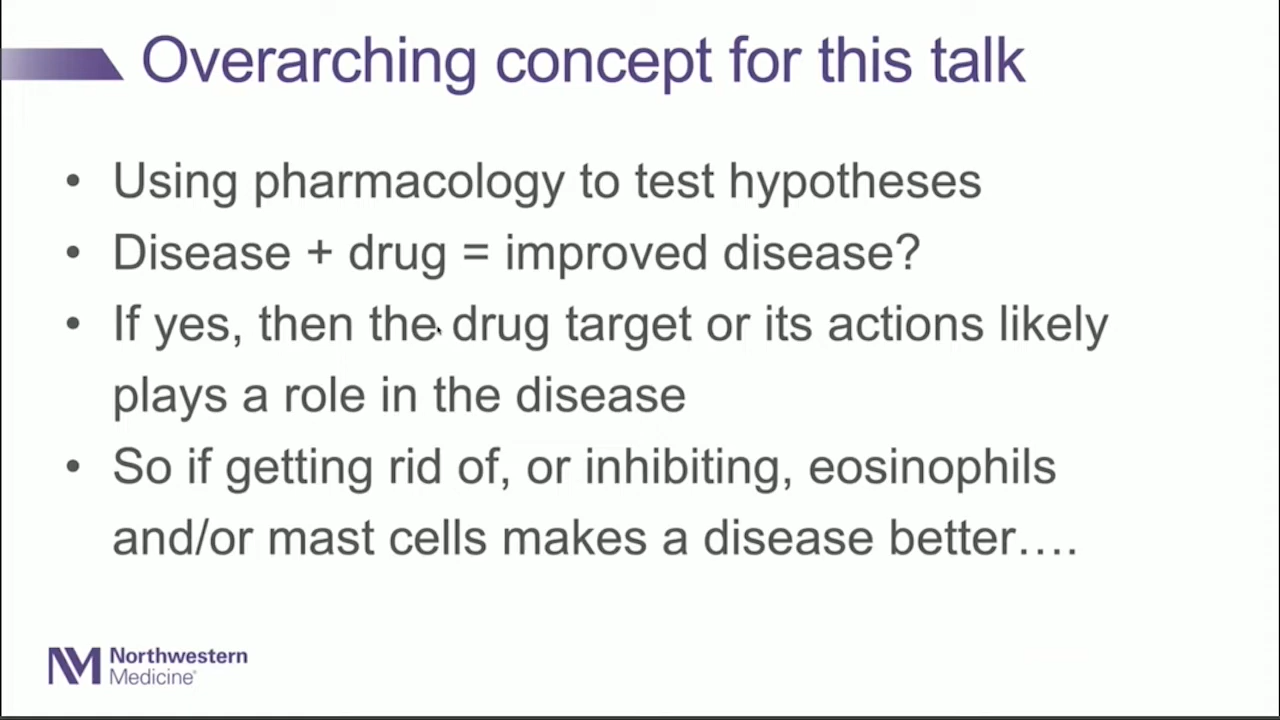 Overarching concept for this talk
• Using pharmacology to test hypotheses
• Disease + drug = improved disease?
• If yes, then the drug target or its actions likely
plays a role in the disease
• So if getting rid of, or inhibiting, eosinophils
and/or mast cells makes a disease better….
NM Northwestern
Medicine®